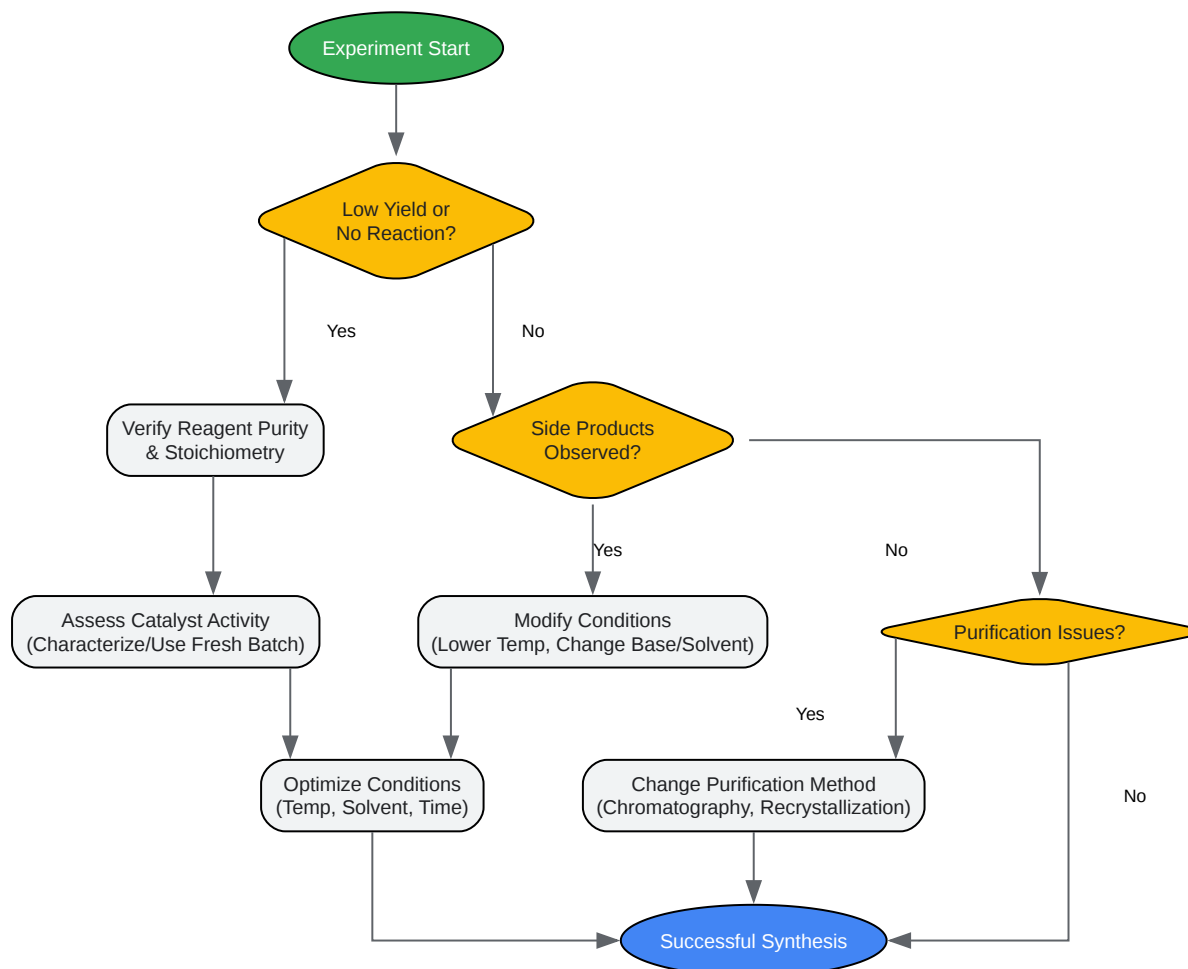 Experiment Start
Low Yield or
No Reaction?
Yes
No
Verify Reagent Purity
& Stoichiometry
Side Products
Observed?
Yes
No
Assess Catalyst Activity
(Characterize/Use Fresh Batch)
Modify Conditions
(Lower Temp, Change Base/Solvent)
Purification Issues?
Yes
No
Optimize Conditions
(Temp, Solvent, Time)
Change Purification Method
(Chromatography, Recrystallization)
Successful Synthesis